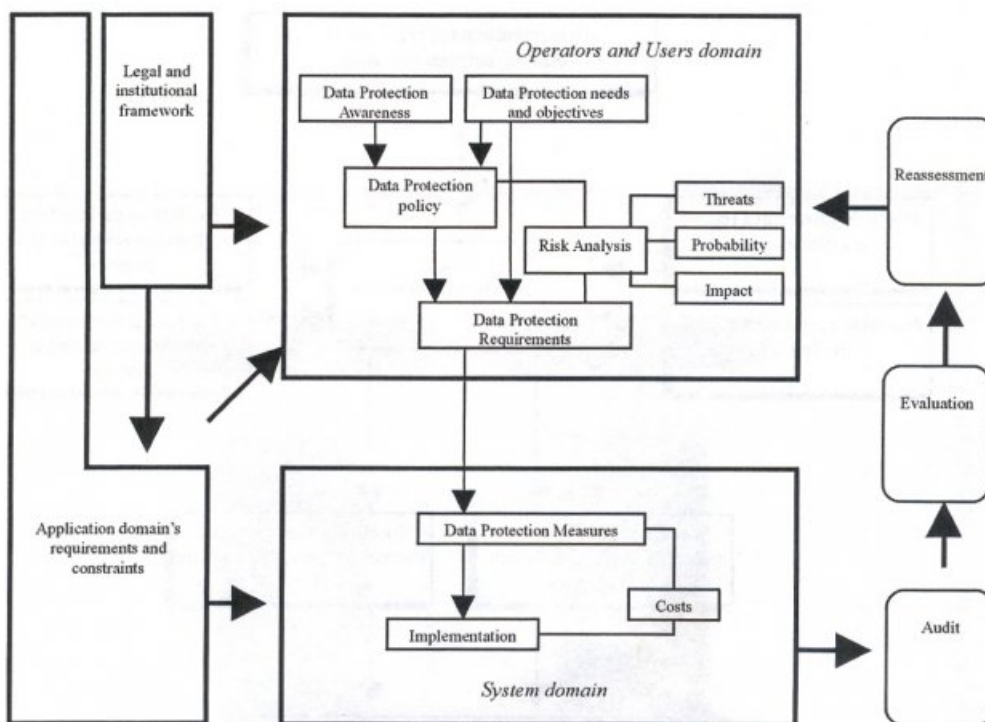 Operators and Users domain
Legal and
institutional
framework
Data Protection
Awareness
Data Protection needs
and objectives
Data Protection
policy
Threats
Risk Analysis
Probability
Impact
Data Protection
Requirements
Reassessment
Evaluation
Application domain's
requirements and
constraints
Data Protection Measures
Costs
Implementation
Audit
System domain